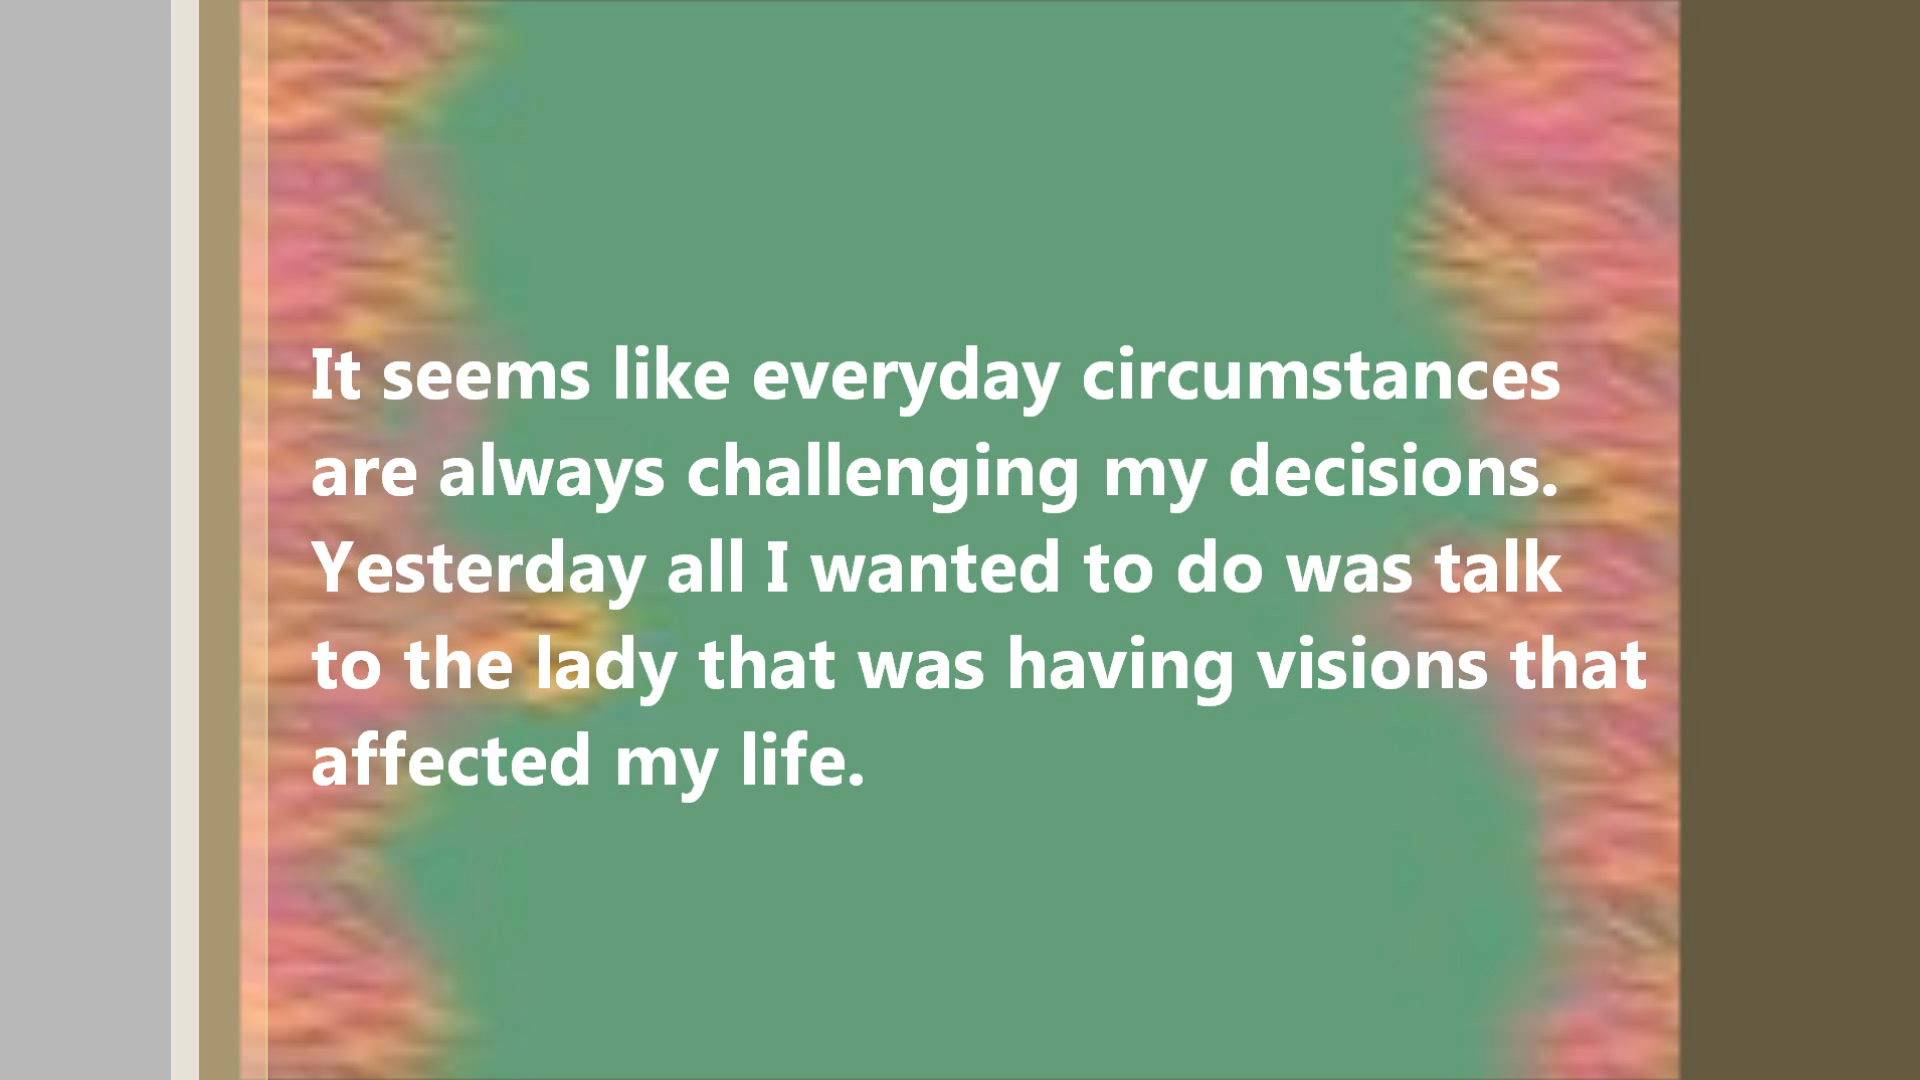 It seems like everyday circumstances
are always challenging my decisions.
Yesterday all I wanted to do was talk
to the lady that was having visions that
affected my life.